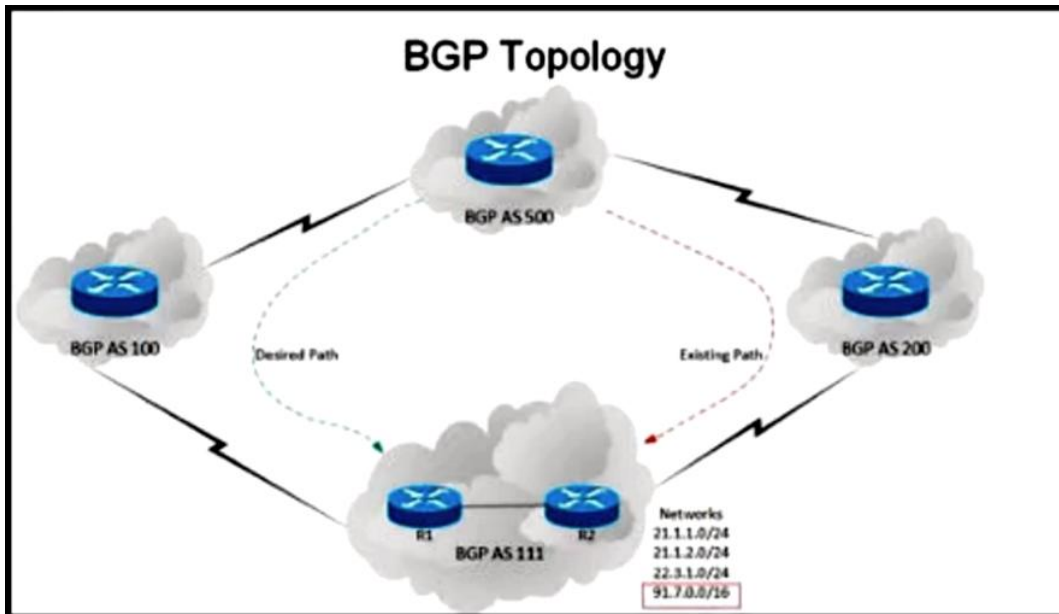 BGP Topology
BGP AS 500
BGP AS 100
BGP AS 200
Desired Path
Existing Path
R1
R2
BGP AS 111
Networks
21.1.1.0/24
21.1.2.0/24
22.3.1.0/24
91.7.0.0/16